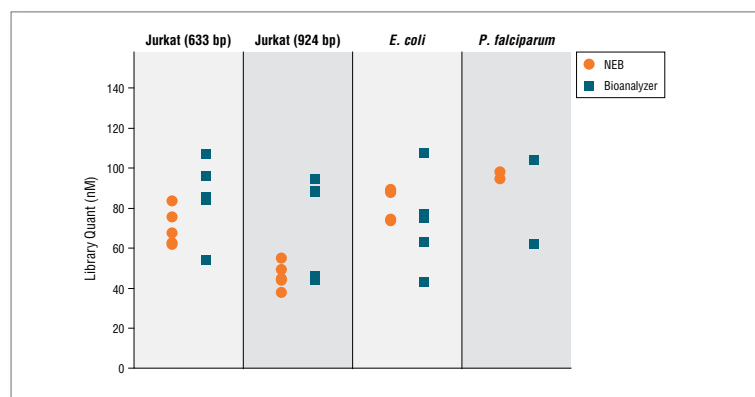 Jurkat (633 bp) Jurkat (924 bp) E. coli P. falciparum
NEB
Bioanalyzer
Library Quant (nM)
140
120
100
80
60
40
20
0